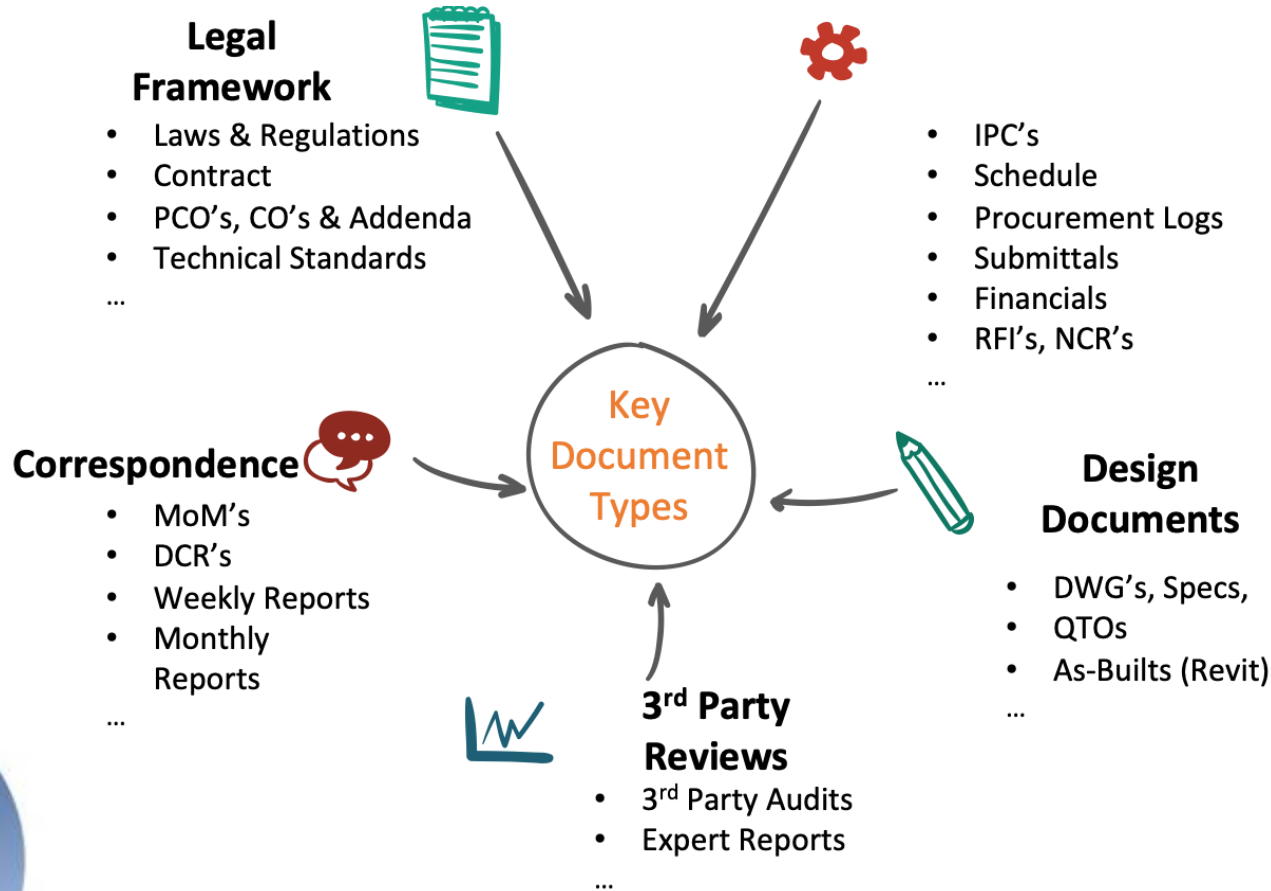 Legal
Framework
• Laws & Regulations
• Contract
• PCO's, CO's & Addenda
• Technical Standards
…
• IPC's
• Schedule
• Procurement Logs
• Submittals
• Financials
• RFI's, NCR's
…
Key
Document
Types
Correspondence
• MoM's
• DCR's
• Weekly Reports
• Monthly
Reports
…
Design
Documents
• DWG's, Specs,
• QTOs
• As-Builts (Revit)
…
3rd Party
Reviews
• 3rd Party Audits
• Expert Reports
…